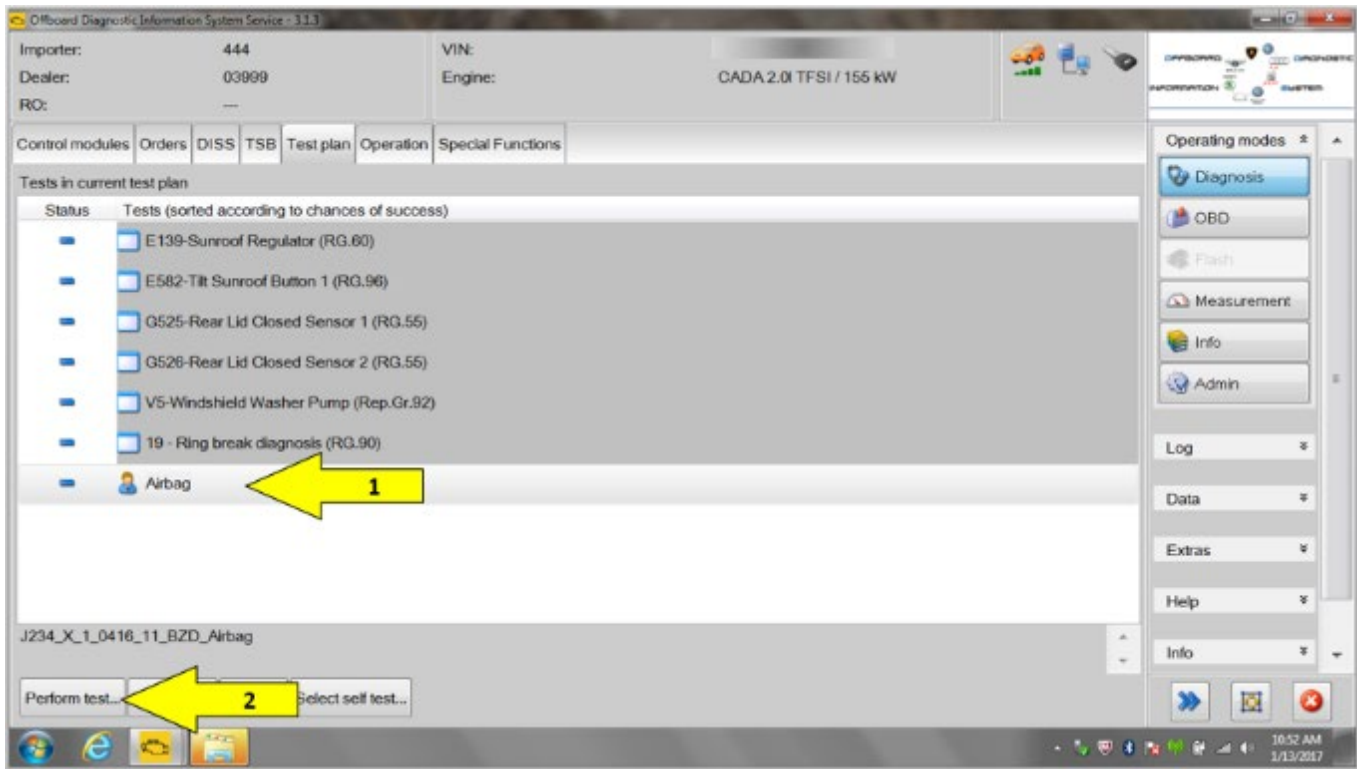 Offboard Diagnostic Information System Service - 3.1.3
Importer: 444 VIN:
Dealer: 03999 Engine: CADA 2.0l TFSI / 155 kW
RO: ---
OFFBOARD DIAGNOSTIC
INFORMATION SYSTEM
Control modules Orders DISS TSB Test plan Operation Special Functions
Tests in current test plan
Status Tests (sorted according to chances of success)
E139-Sunroof Regulator (RG.60)
E582-Tilt Sunroof Button 1 (RG.96)
G525-Rear Lid Closed Sensor 1 (RG.55)
G526-Rear Lid Closed Sensor 2 (RG.55)
V5-Windshield Washer Pump (Rep.Gr.92)
19 - Ring break diagnosis (RG.90)
Airbag
1
J234_X_1_0416_11_BZD_Airbag
Perform test...
2
Select self test...
Operating modes
Diagnosis
OBD
Flash
Measurement
Info
Admin
Log
Data
Extras
Help
Info
10:52 AM
1/13/2017